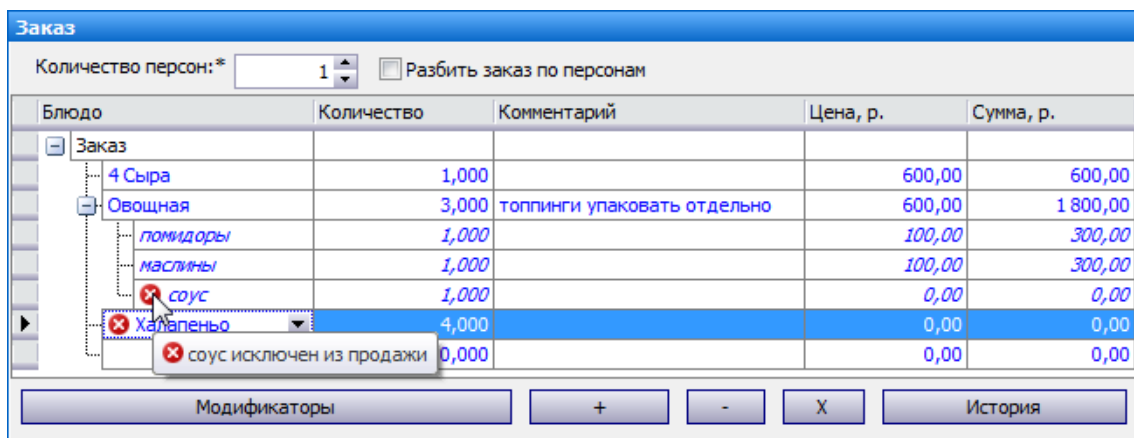 Заказ
Количество персон:* 1 Разбить заказ по персонам
Блюдо Количество Комментарий Цена, р. Сумма, р.
Заказ
4 Сыра 1,000 600,00 600,00
Овощная 3,000 топпинги упаковать отдельно 600,00 1 800,00
помидоры 1,000 100,00 300,00
маслины 1,000 100,00 300,00
соус 1,000 0,00 0,00
Халапеньо 4,000 0,00 0,00
соус исключен из продажи 0,000 0,00 0,00
Модификаторы + - X История